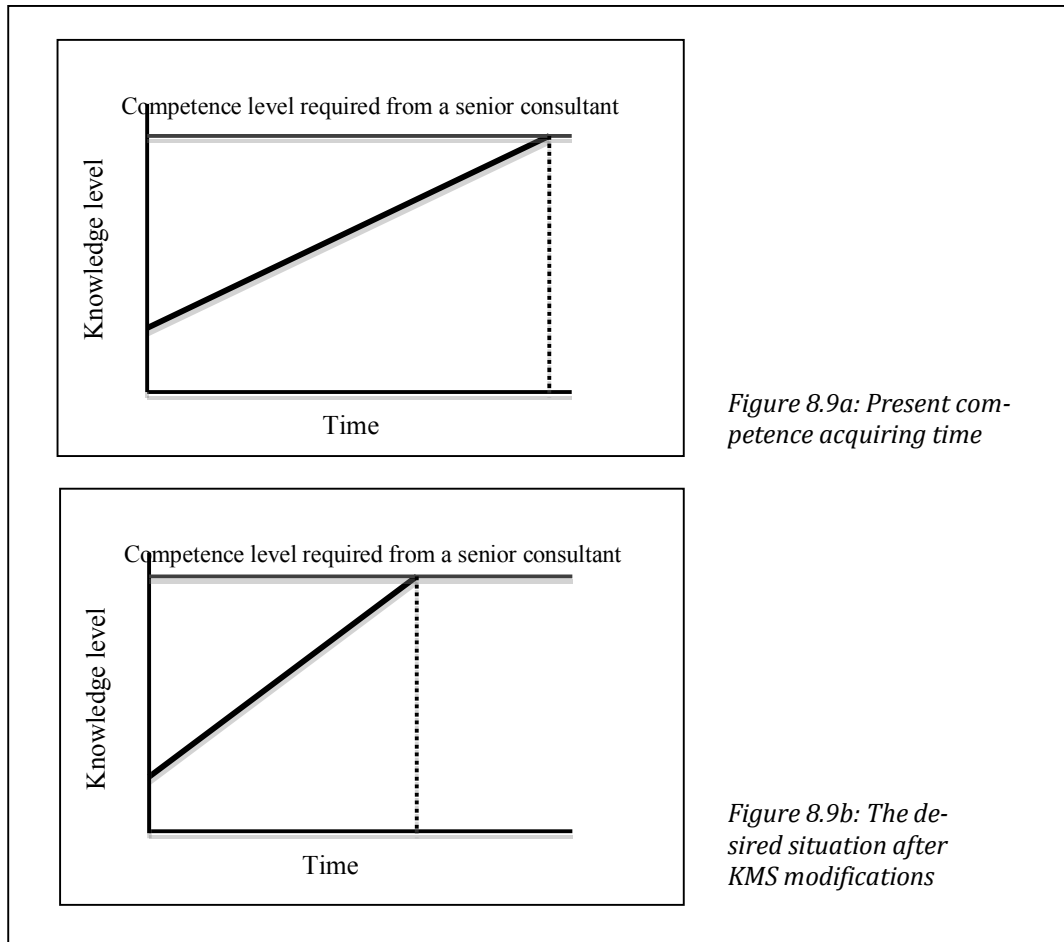 Competence level required from a senior consultant
Knowledge level
Time
Figure 8.9a: Present com-
petence acquiring time
Competence level required from a senior consultant
Knowledge level
Time
Figure 8.9b: The de-
sired situation after
KMS modifications